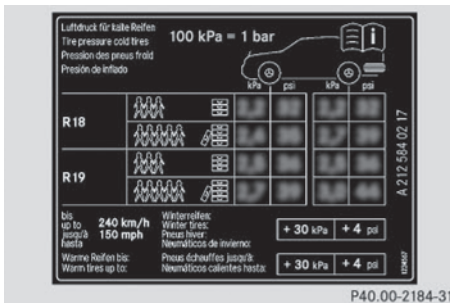 Luftdruck für kalte Reifen
Tire pressure cold tires
Pression des pneus froid
Presión de inflado
100 kPa = 1 bar
kPa psi kPa psi
R18
R19
A 212 584 02 17
bis
up to
jusqu'à
hasta
240 km/h
150 mph
Winterreifen:
Winter tires:
Pneus hiver:
Neumáticos de invierno:
+ 30 kPa + 4 psi
Warme Reifen bis:
Warm tires up to:
Pneus échauffes jusqu'à:
Neumáticos calientes hasta:
+ 30 kPa + 4 psi
P40.00-2184-31